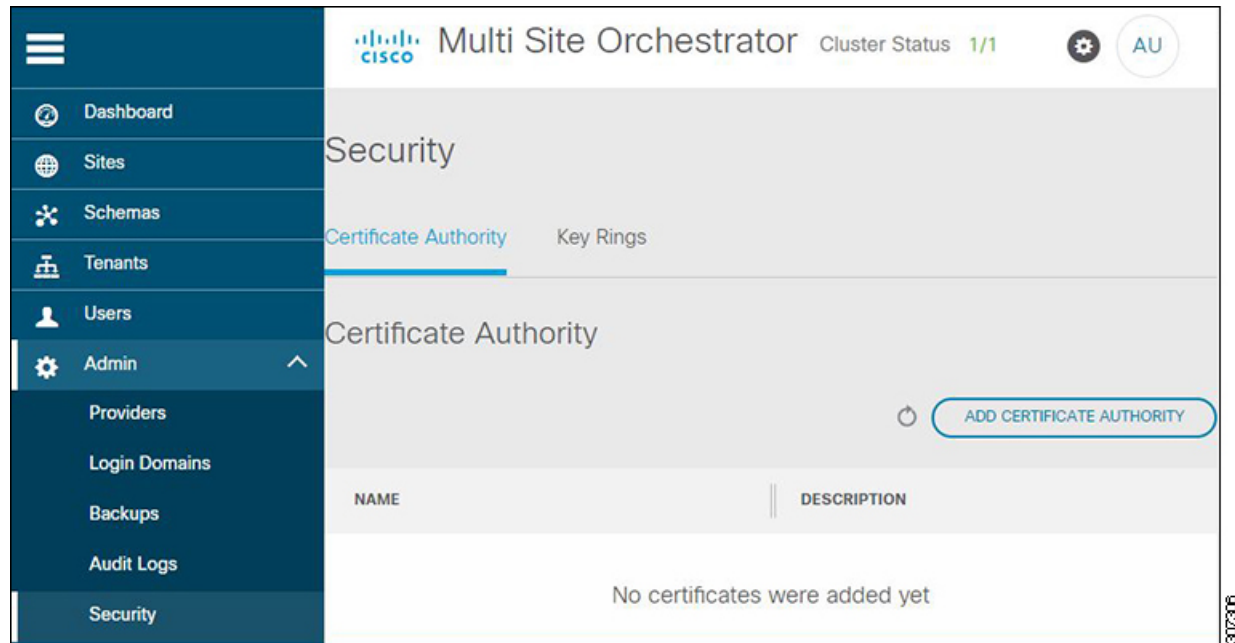 CISCO
Multi Site Orchestrator Cluster Status 1/1 AU
Dashboard
Sites
Schemas
Tenants
Users
Admin
Providers
Login Domains
Backups
Audit Logs
Security
Security
Certificate Authority Key Rings
Certificate Authority
ADD CERTIFICATE AUTHORITY
NAME DESCRIPTION
No certificates were added yet
307306